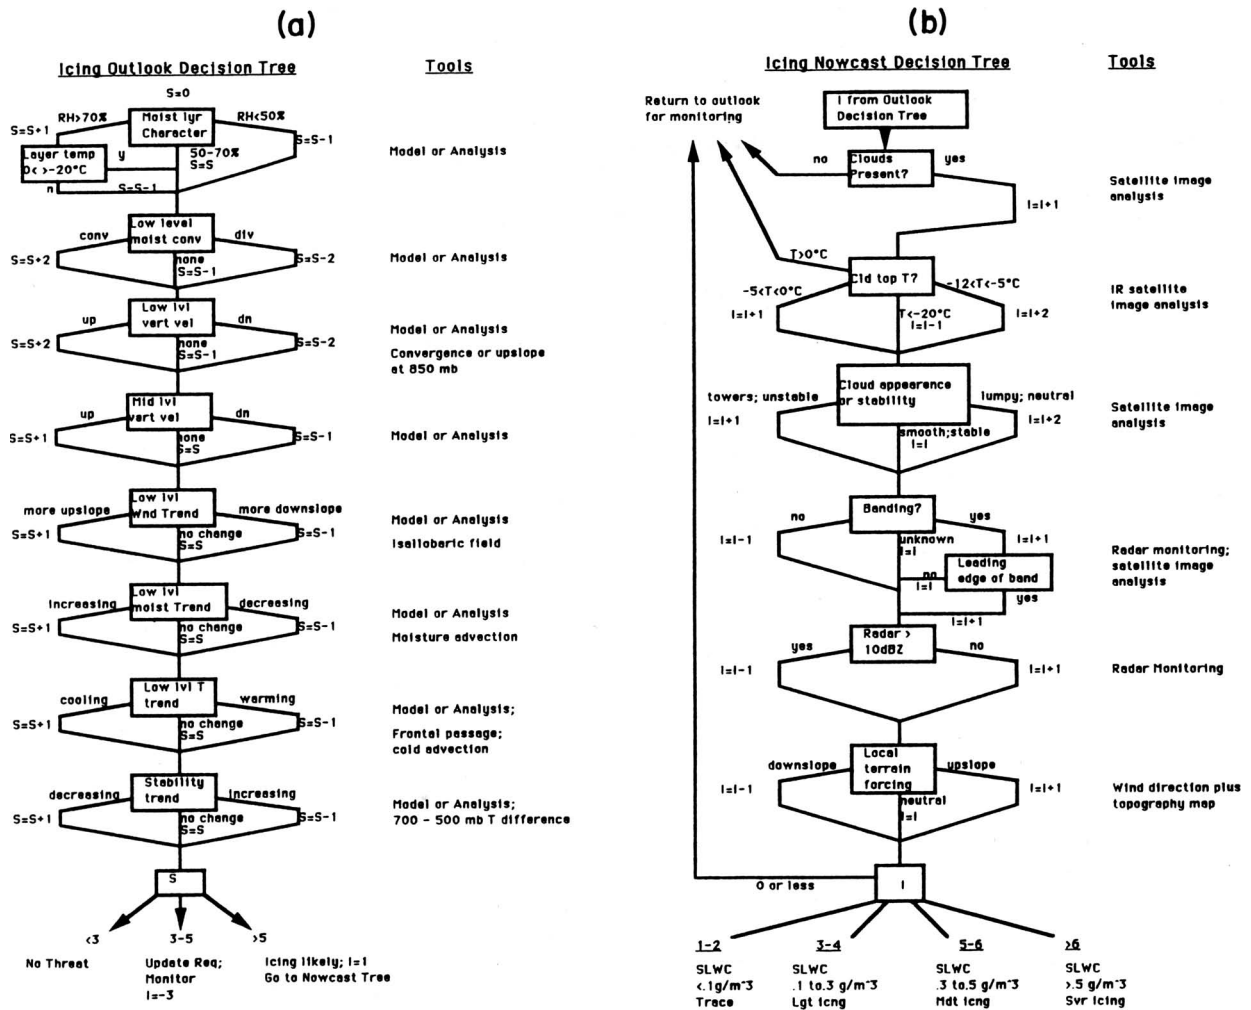 (a)
Icing Outlook Decision Tree
Tools
S=0
RH>70%
Moist lyr
Character
RH<50%
S=S+1
S=S-1
Layer temp
D< >-20°C
y
50-70%
S=S
n
S=S-1
Model or Analysis
conv
Low level
moist conv
div
S=S+2
none
S=S-1
S=S-2
Model or Analysis
up
Low lvl
vert vel
dn
S=S+2
none
S=S-1
S=S-2
Model or Analysis
Convergence or upslope
at 850 mb
up
Mid lvl
vert vel
dn
S=S+1
none
S=S
S=S-1
Model or Analysis
more upslope
Low lvl
Wnd Trend
more downslope
S=S+1
no change
S=S
S=S-1
Model or Analysis
Isallobaric field
increasing
Low lvl
moist Trend
decreasing
S=S+1
no change
S=S
S=S-1
Model or Analysis
Moisture advection
cooling
Low lvl T
trend
warming
S=S+1
no change
S=S
S=S-1
Model or Analysis;
Frontal passage;
cold advection
decreasing
Stability
trend
increasing
S=S+1
no change
S=S
S=S-1
Model or Analysis;
700 - 500 mb T difference
S
<3
3-5
>5
No Threat
Update Req;
Monitor
I=-3
Icing likely; I=1
Go to Nowcast Tree
(b)
Icing Nowcast Decision Tree
Tools
Return to outlook
for monitoring
I from Outlook
Decision Tree
no
Clouds
Present?
yes
I=I+1
Satellite image
analysis
T>0°C
Cld top T?
-5<T<0°C
-12<T<-5°C
I=I+1
T<-20°C
I=I-1
I=I+2
IR satellite
image analysis
towers; unstable
Cloud appearance
or stability
lumpy; neutral
I=I+1
smooth;stable
I=I
I=I+2
Satellite image
analysis
no
Banding?
yes
I=I-1
unknown
I=I
I=I+1
Leading
edge of band
no
I=I
yes
I=I+1
Radar monitoring;
satellite image
analysis
yes
Radar >
10dBZ
no
I=I-1
I=I+1
Radar Monitoring
downslope
Local
terrain
forcing
upslope
I=I-1
neutral
I=I
I=I+1
Wind direction plus
topography map
0 or less
I
1-2
3-4
5-6
>6
SLWC
<.1g/m^3
Trace
SLWC
.1 to.3 g/m^3
Lgt Icng
SLWC
.3 to.5 g/m^3
Mdt Icng
SLWC
>.5 g/m^3
Svr Icing